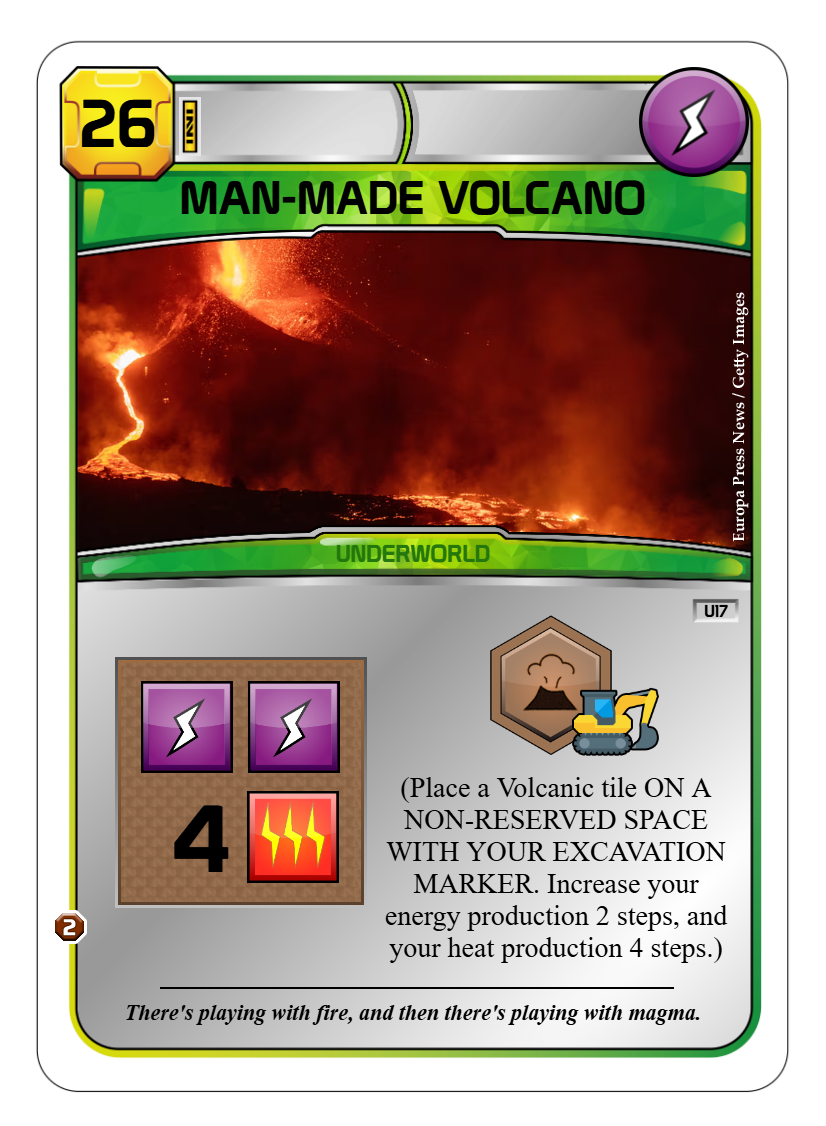 26
MAN-MADE VOLCANO
Europa Press News / Getty Images
UNDERWORLD
U17
4
(Place a Volcanic tile ON A
NON-RESERVED SPACE
WITH YOUR EXCAVATION
MARKER. Increase your
energy production 2 steps, and
your heat production 4 steps.)
2
There's playing with fire, and then there's playing with magma.